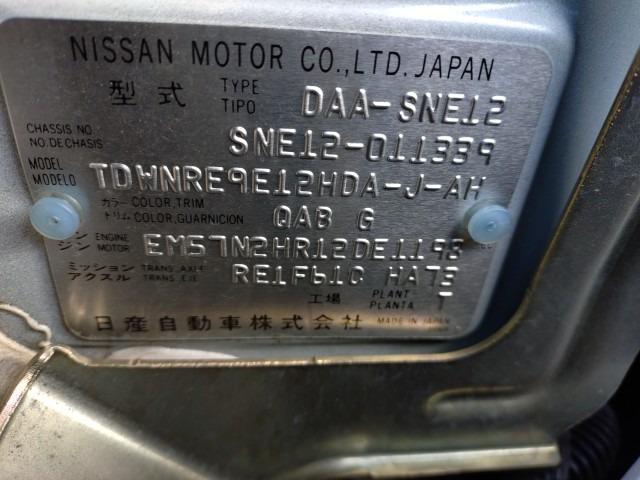 NISSAN MOTOR CO.,LTD. JAPAN
型式 TYPE TIPO DAA-SNE12
CHASSIS NO. NO.DE CHASIS SNE12-011339
MODEL MODELO TDWNRE9E12HDA-J-AH
カラー COLOR,TRIM トリム COLOR,GUARNICION QAB G
ENGINE ジン MOTOR EM57N2HR12DE1198
ミッション TRANS.AXLE アクスル TRANS.EJE RE1F61C HA73
工場 PLANT PLANTA T
日産自動車株式会社 MADE IN JAPAN